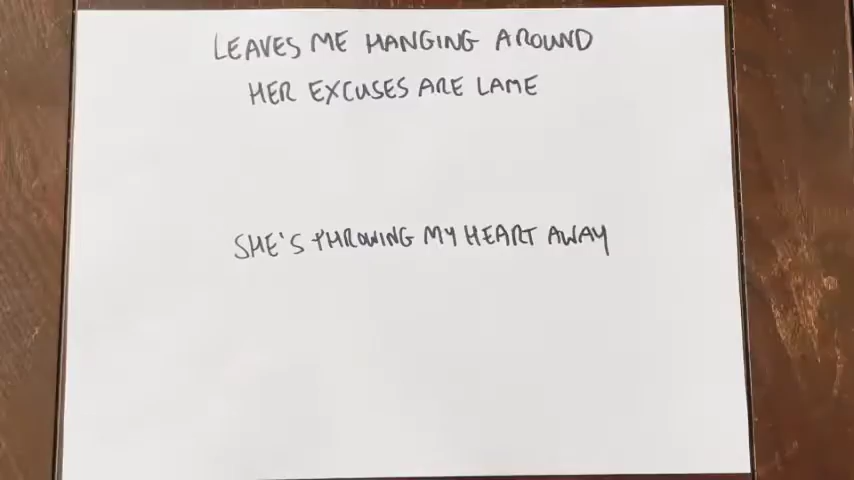 LEAVES ME HANGING AROUND
HER EXCUSES ARE LAME
SHE'S THROWING MY HEART AWAY